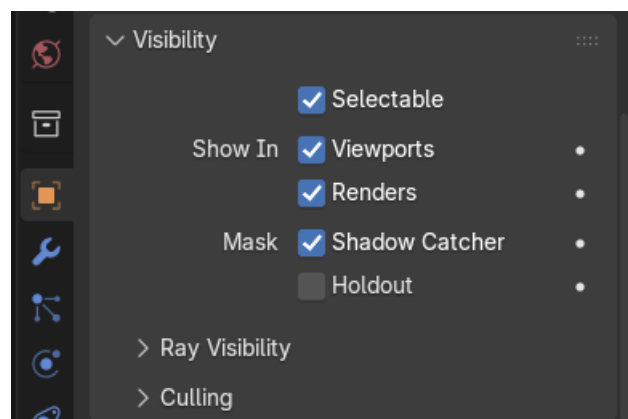 Visibility
Selectable
Show In Viewports
Renders
Mask Shadow Catcher
Holdout
Ray Visibility
Culling